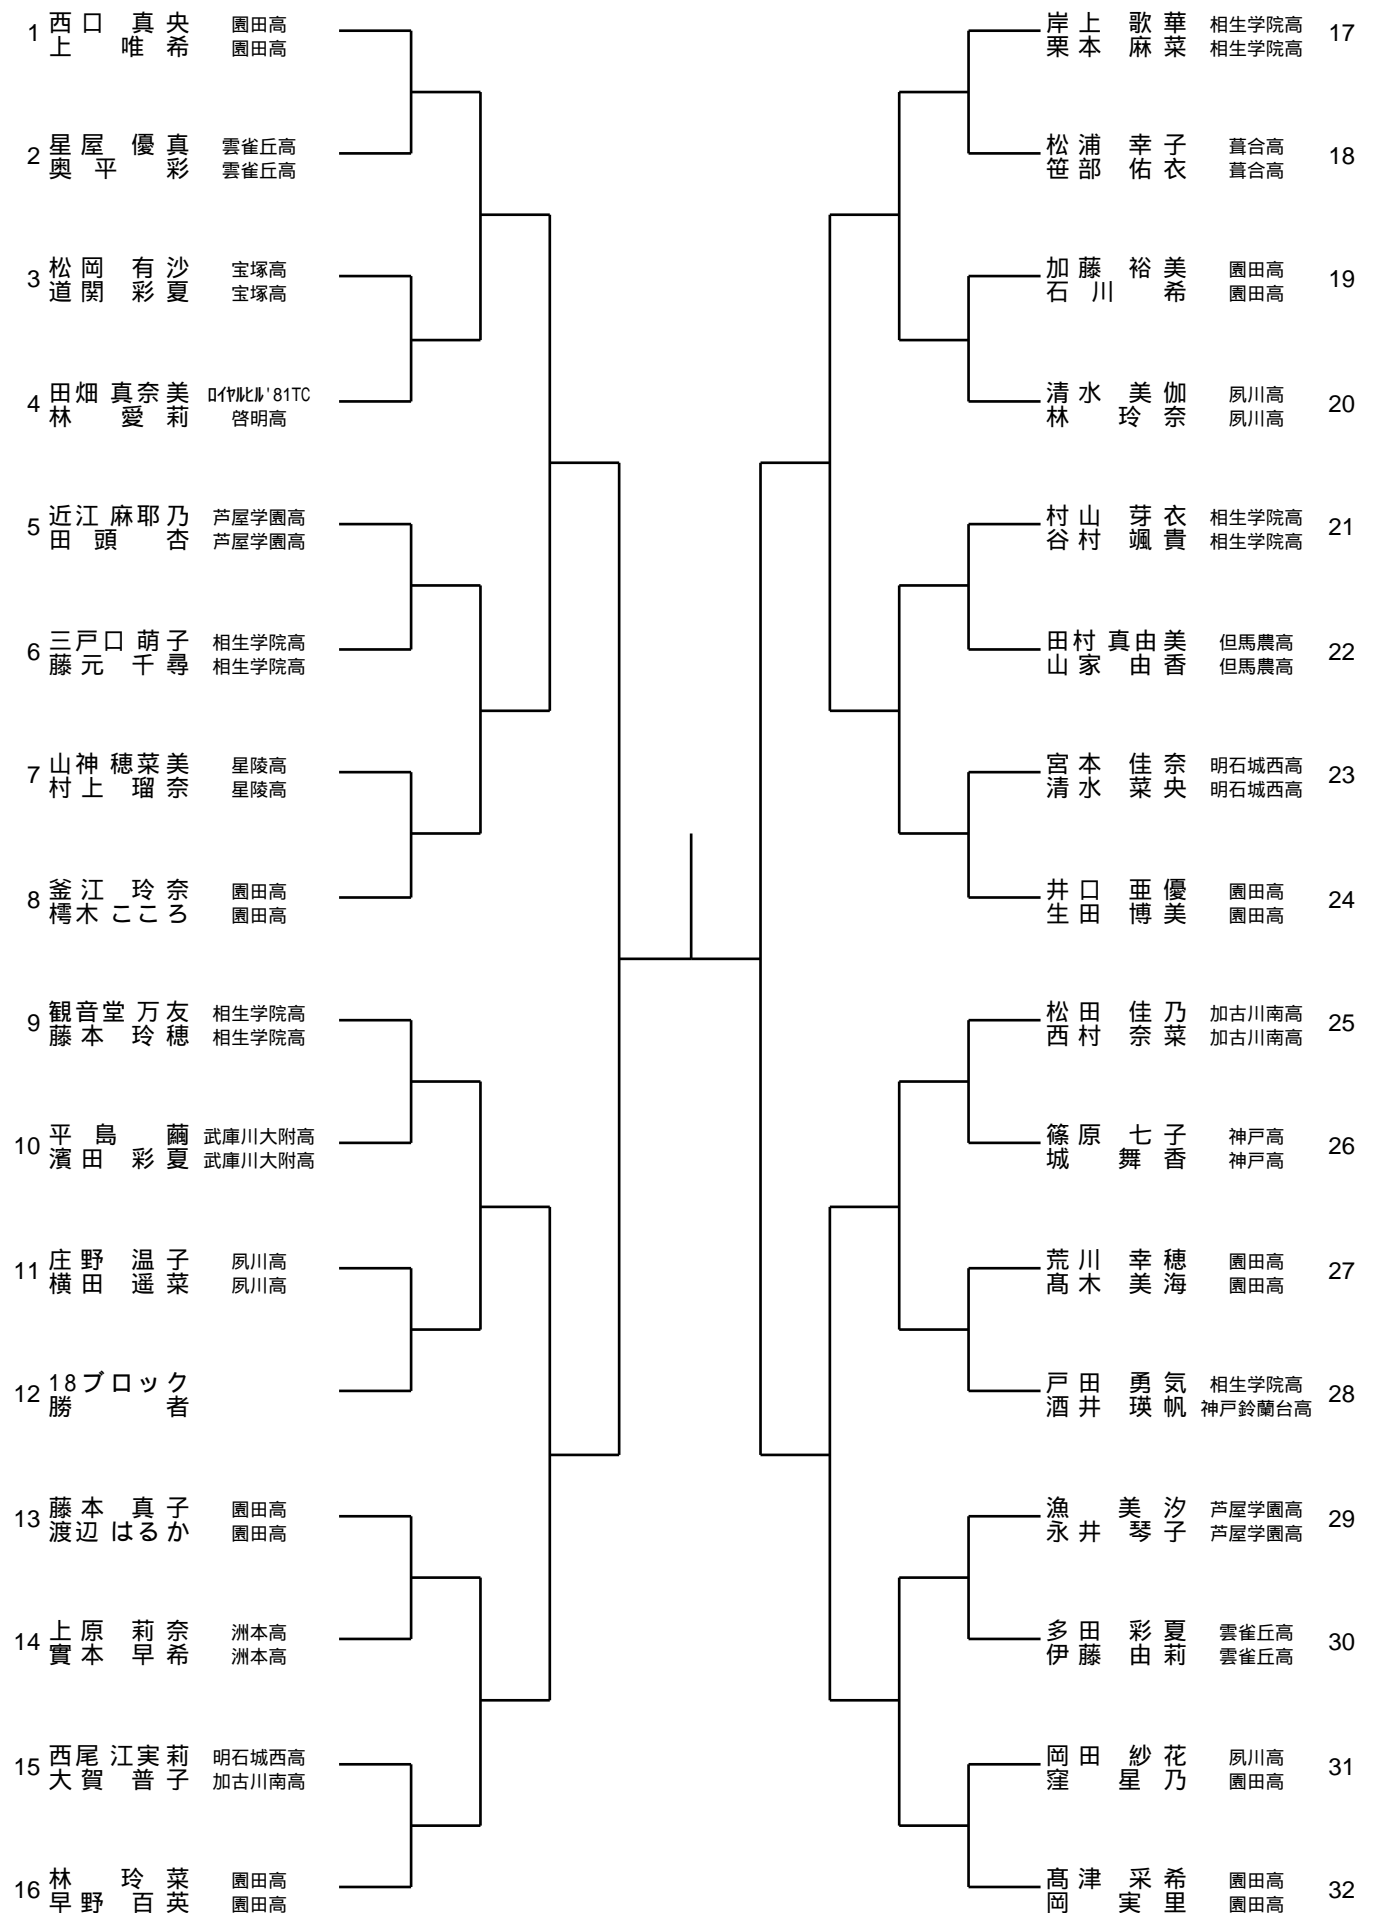 1 西口 真央 園田高
上 唯希 園田高
2 星屋 優真 雲雀丘高
奥平 彩 雲雀丘高
3 松岡 有沙 宝塚高
道関 彩夏 宝塚高
4 田畑 真奈美 ﾛｲﾔﾙﾋﾙ'81TC
林 愛莉 啓明高
5 近江 麻耶乃 芦屋学園高
田頭 杏 芦屋学園高
6 三戸口 萌子 相生学院高
藤元 千尋 相生学院高
7 山神 穂菜美 星陵高
村上 瑠奈 星陵高
8 釜江 玲奈 園田高
樗木 こころ 園田高
9 観音堂 万友 相生学院高
藤本 玲穂 相生学院高
10 平島 繭 武庫川大附高
濱田 彩夏 武庫川大附高
11 庄野 温子 夙川高
横田 遥菜 夙川高
12 18ブロック
勝者
13 藤本 真子 園田高
渡辺 はるか 園田高
14 上原 莉奈 洲本高
實本 早希 洲本高
15 西尾 江実莉 明石城西高
大賀 普子 加古川南高
16 林 玲菜 園田高
早野 百英 園田高
岸上 歌華 相生学院高 17
栗本 麻菜 相生学院高
松浦 幸子 葺合高 18
笹部 佑衣 葺合高
加藤 裕美 園田高 19
石川 希 園田高
清水 美伽 夙川高 20
林 玲奈 夙川高
村山 芽衣 相生学院高 21
谷村 颯貴 相生学院高
田村 真由美 但馬農高 22
山家 由香 但馬農高
宮本 佳奈 明石城西高 23
清水 菜央 明石城西高
井口 亜優 園田高 24
生田 博美 園田高
松田 佳乃 加古川南高 25
西村 奈菜 加古川南高
篠原 七子 神戸高 26
城 舞香 神戸高
荒川 幸穂 園田高 27
髙木 美海 園田高
戸田 勇気 相生学院高 28
酒井 瑛帆 神戸鈴蘭台高
漁 美汐 芦屋学園高 29
永井 琴子 芦屋学園高
多田 彩夏 雲雀丘高 30
伊藤 由莉 雲雀丘高
岡田 紗花 夙川高 31
窪 星乃 園田高
髙津 采希 園田高 32
岡 実里 園田高